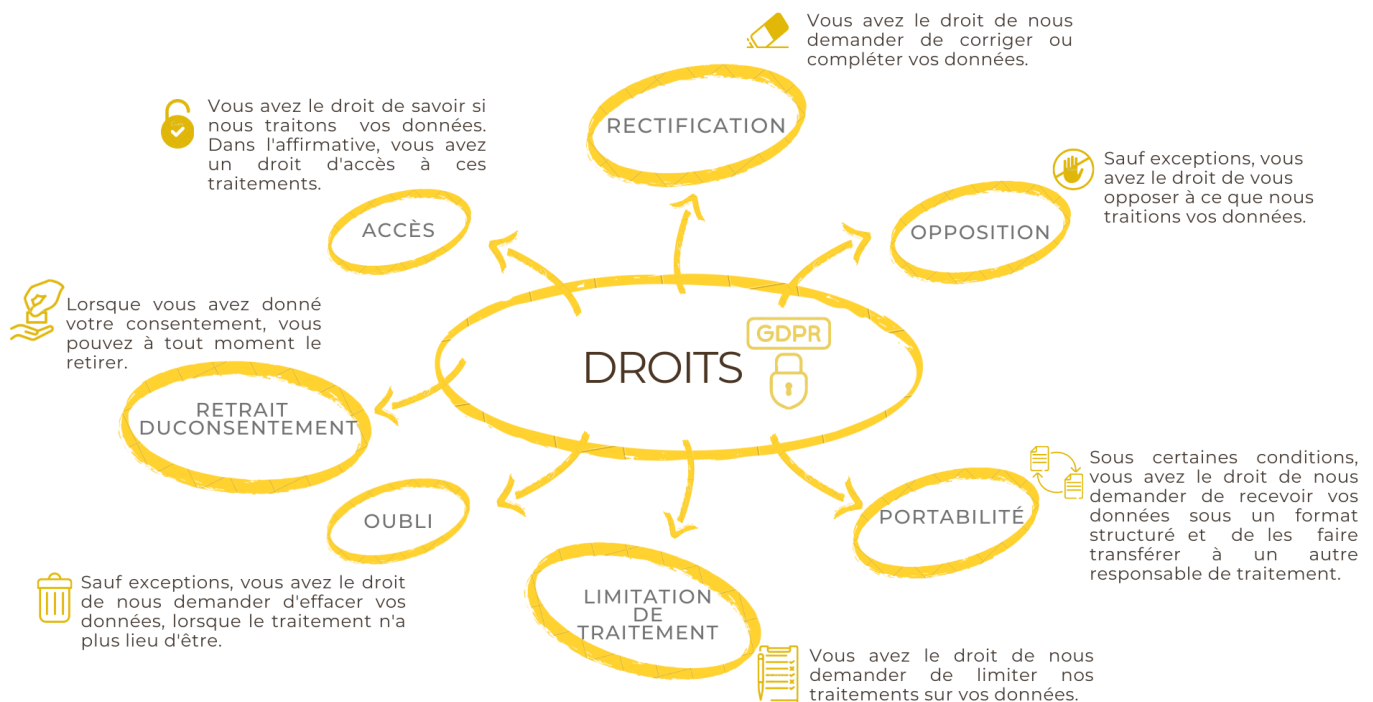 Vous avez le droit de nous
demander de corriger ou
compléter vos données.
RECTIFICATION
Vous avez le droit de savoir si
nous traitons vos données.
Dans l'affirmative, vous avez
un droit d'accès à ces
traitements.
ACCÈS
Sauf exceptions, vous
avez le droit de vous
opposer à ce que nous
traitions vos données.
OPPOSITION
Lorsque vous avez donné
votre consentement, vous
pouvez à tout moment le
retirer.
RETRAIT
DUCONSENTEMENT
DROITS
GDPR
Sous certaines conditions,
vous avez le droit de nous
demander de recevoir vos
données sous un format
structuré et de les faire
transférer à un autre
responsable de traitement.
PORTABILITÉ
OUBLI
Sauf exceptions, vous avez le droit
de nous demander d'effacer vos
données, lorsque le traitement n'a
plus lieu d'être.
LIMITATION
DE
TRAITEMENT
Vous avez le droit de nous
demander de limiter nos
traitements sur vos données.